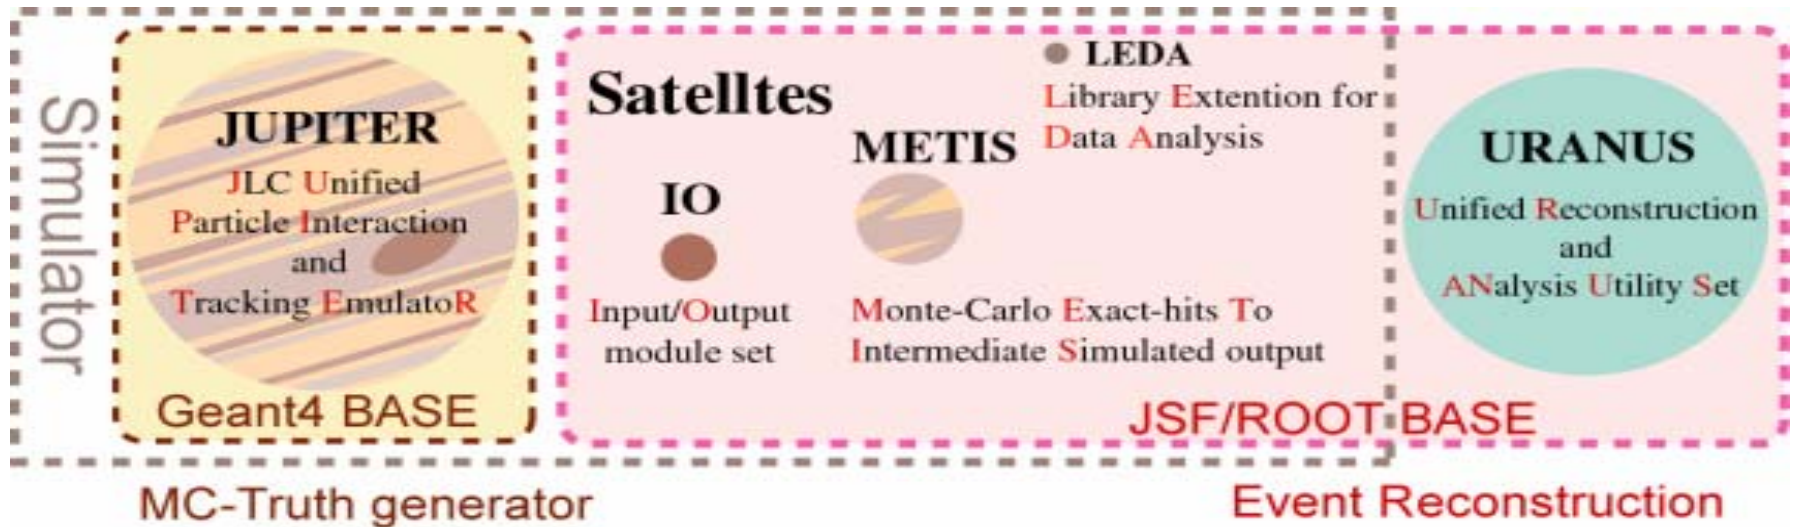 Simulator
JUPITER
JLC Unified
Particle Interaction
and
Tracking EmulatoR
Geant4 BASE
Satelltes
IO
Input/Output
module set
METIS
Monte-Carlo Exact-hits To
Intermediate Simulated output
LEDA
Library Extention for
Data Analysis
URANUS
Unified Reconstruction
and
ANalysis Utility Set
JSF/ROOT BASE
MC-Truth generator
Event Reconstruction